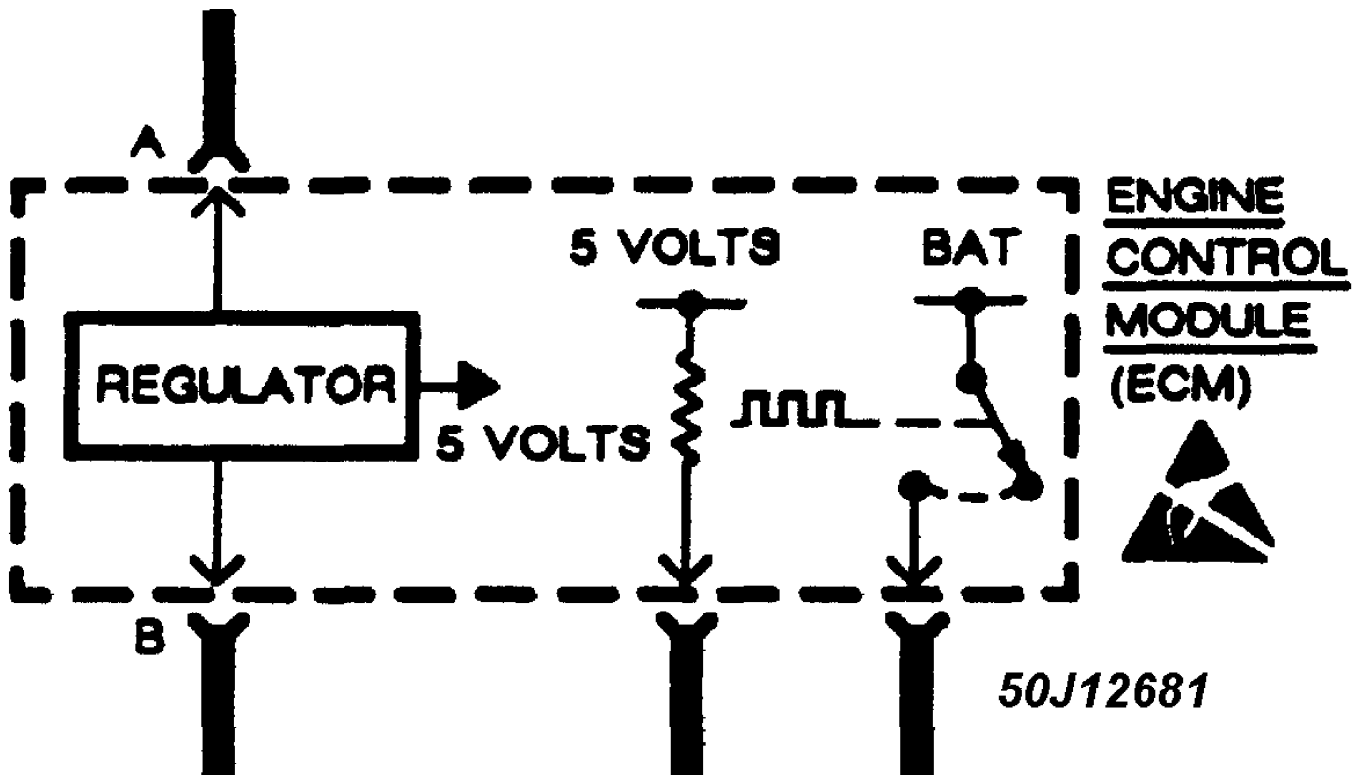 A
ENGINE
CONTROL
MODULE
(ECM)
5 VOLTS
BAT
REGULATOR
5 VOLTS
B
50J12681